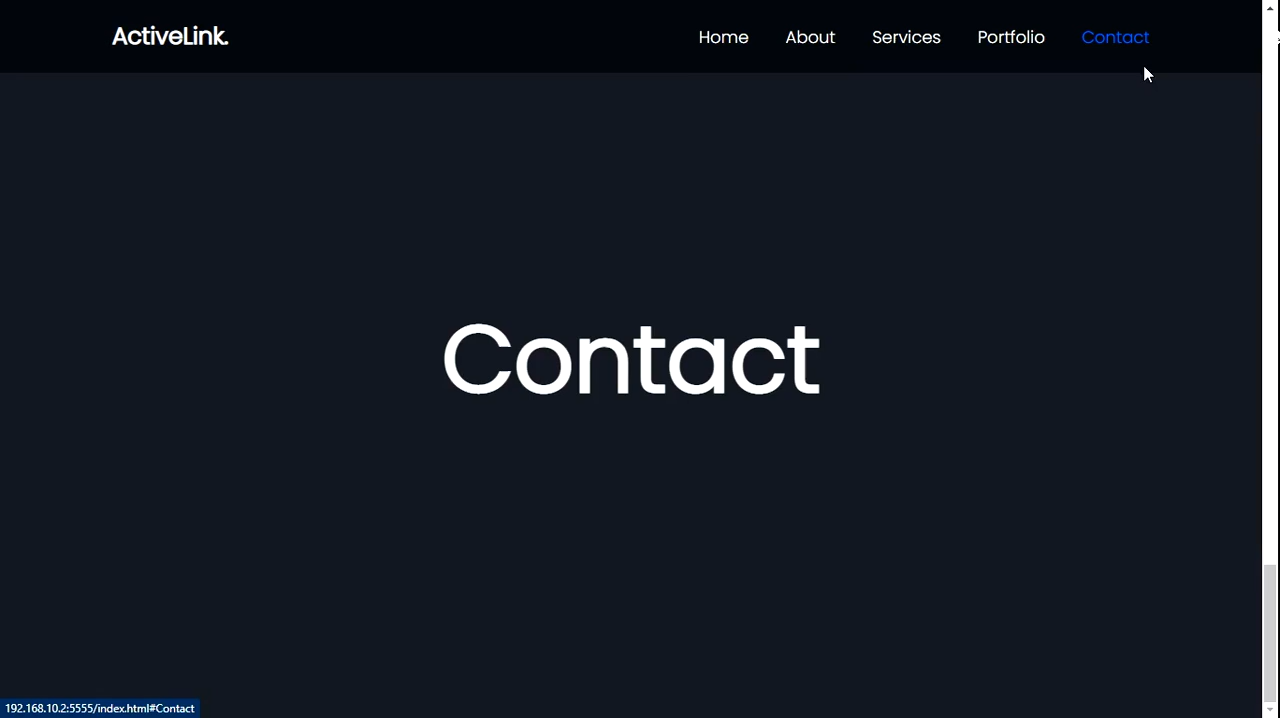 ActiveLink. Home About Services Portfolio Contact
Contact
192.168.10.2:5555/index.html#Contact